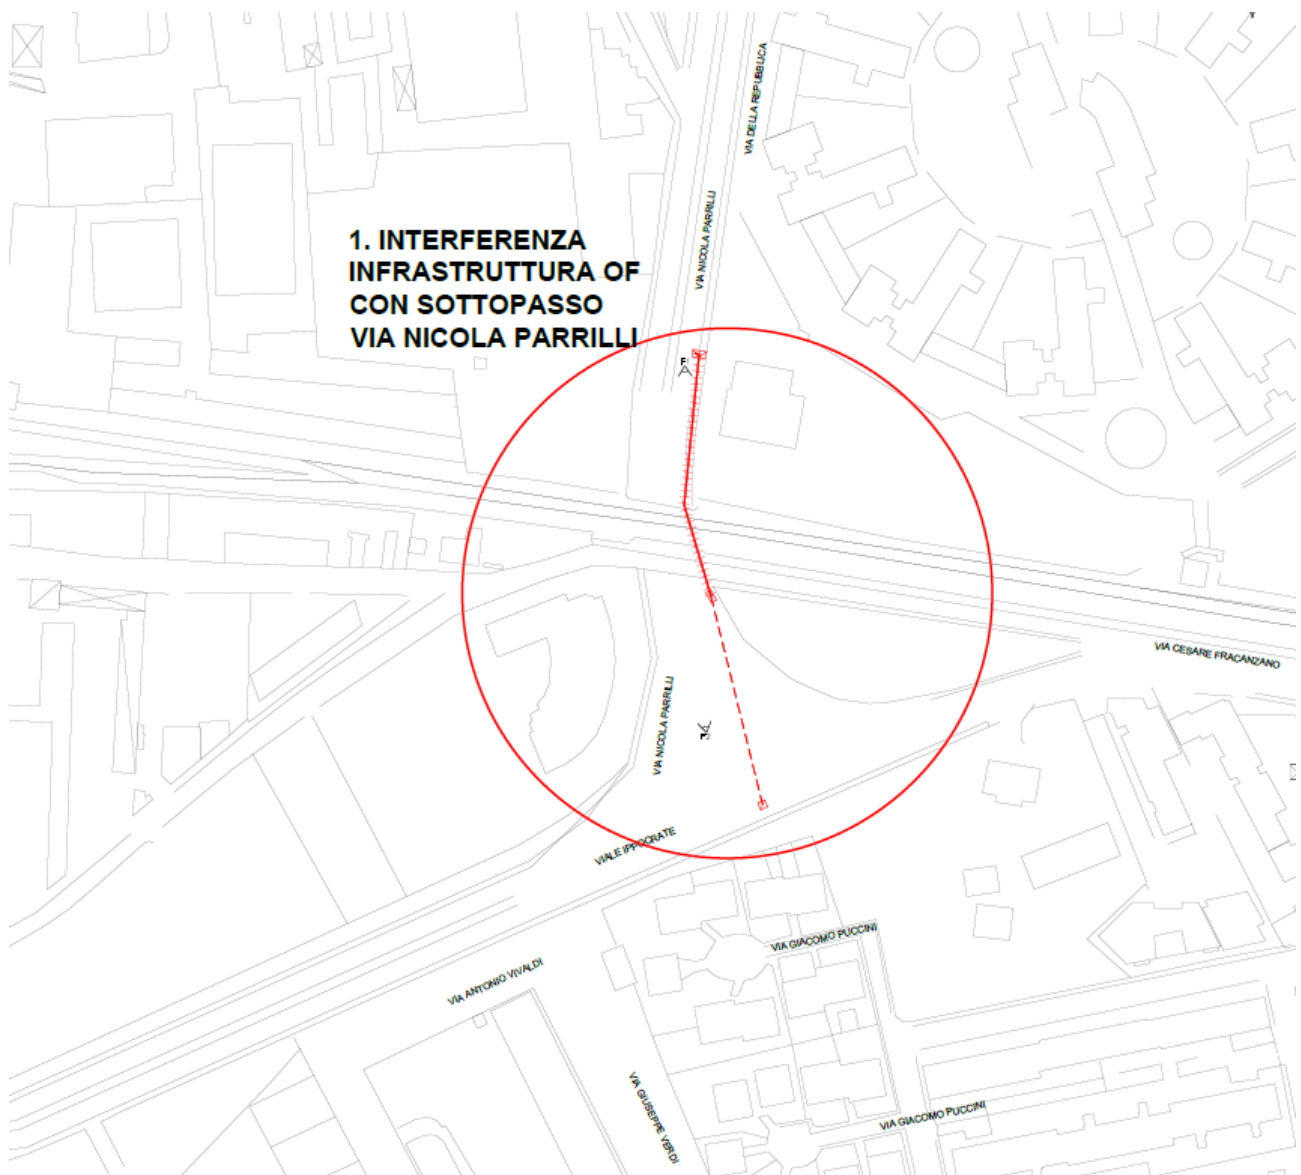 VIA DELLA REPUBBLICA
VIA NICOLA PARRILLI
1. INTERFERENZA
INFRASTRUTTURA OF
CON SOTTOPASSO
VIA NICOLA PARRILLI
VIA CESARE FRACANZANO
VIA NICOLA PARRILLI
VIALE IPPOCRATE
VIA GIACOMO PUCCINI
VIA ANTONIO VIVALDI
VIA GIUSEPPE VERDI
VIA GIACOMO PUCCINI